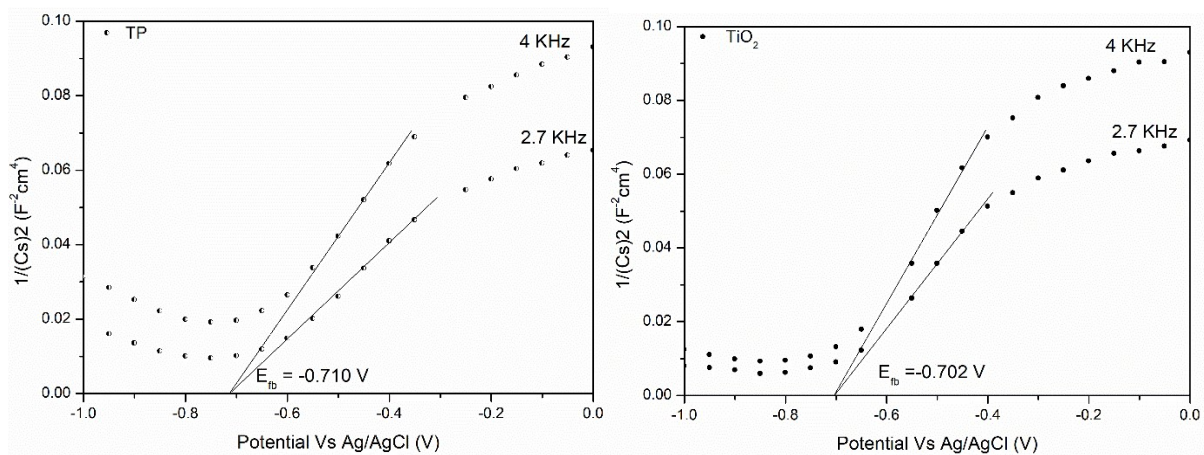 TP
4 KHz
2.7 KHz
E_fb = -0.710 V
0.10
0.08
0.06
0.04
0.02
0.00
-1.0 -0.8 -0.6 -0.4 -0.2 0.0
1/(Cs)2 (F⁻²cm⁴)
Potential Vs Ag/AgCl (V)
TiO₂
4 KHz
2.7 KHz
E_fb = -0.702 V
0.10
0.08
0.06
0.04
0.02
0.00
-1.0 -0.8 -0.6 -0.4 -0.2 0.0
1/(Cs)2 (F⁻²cm⁴)
Potential Vs Ag/AgCl (V)